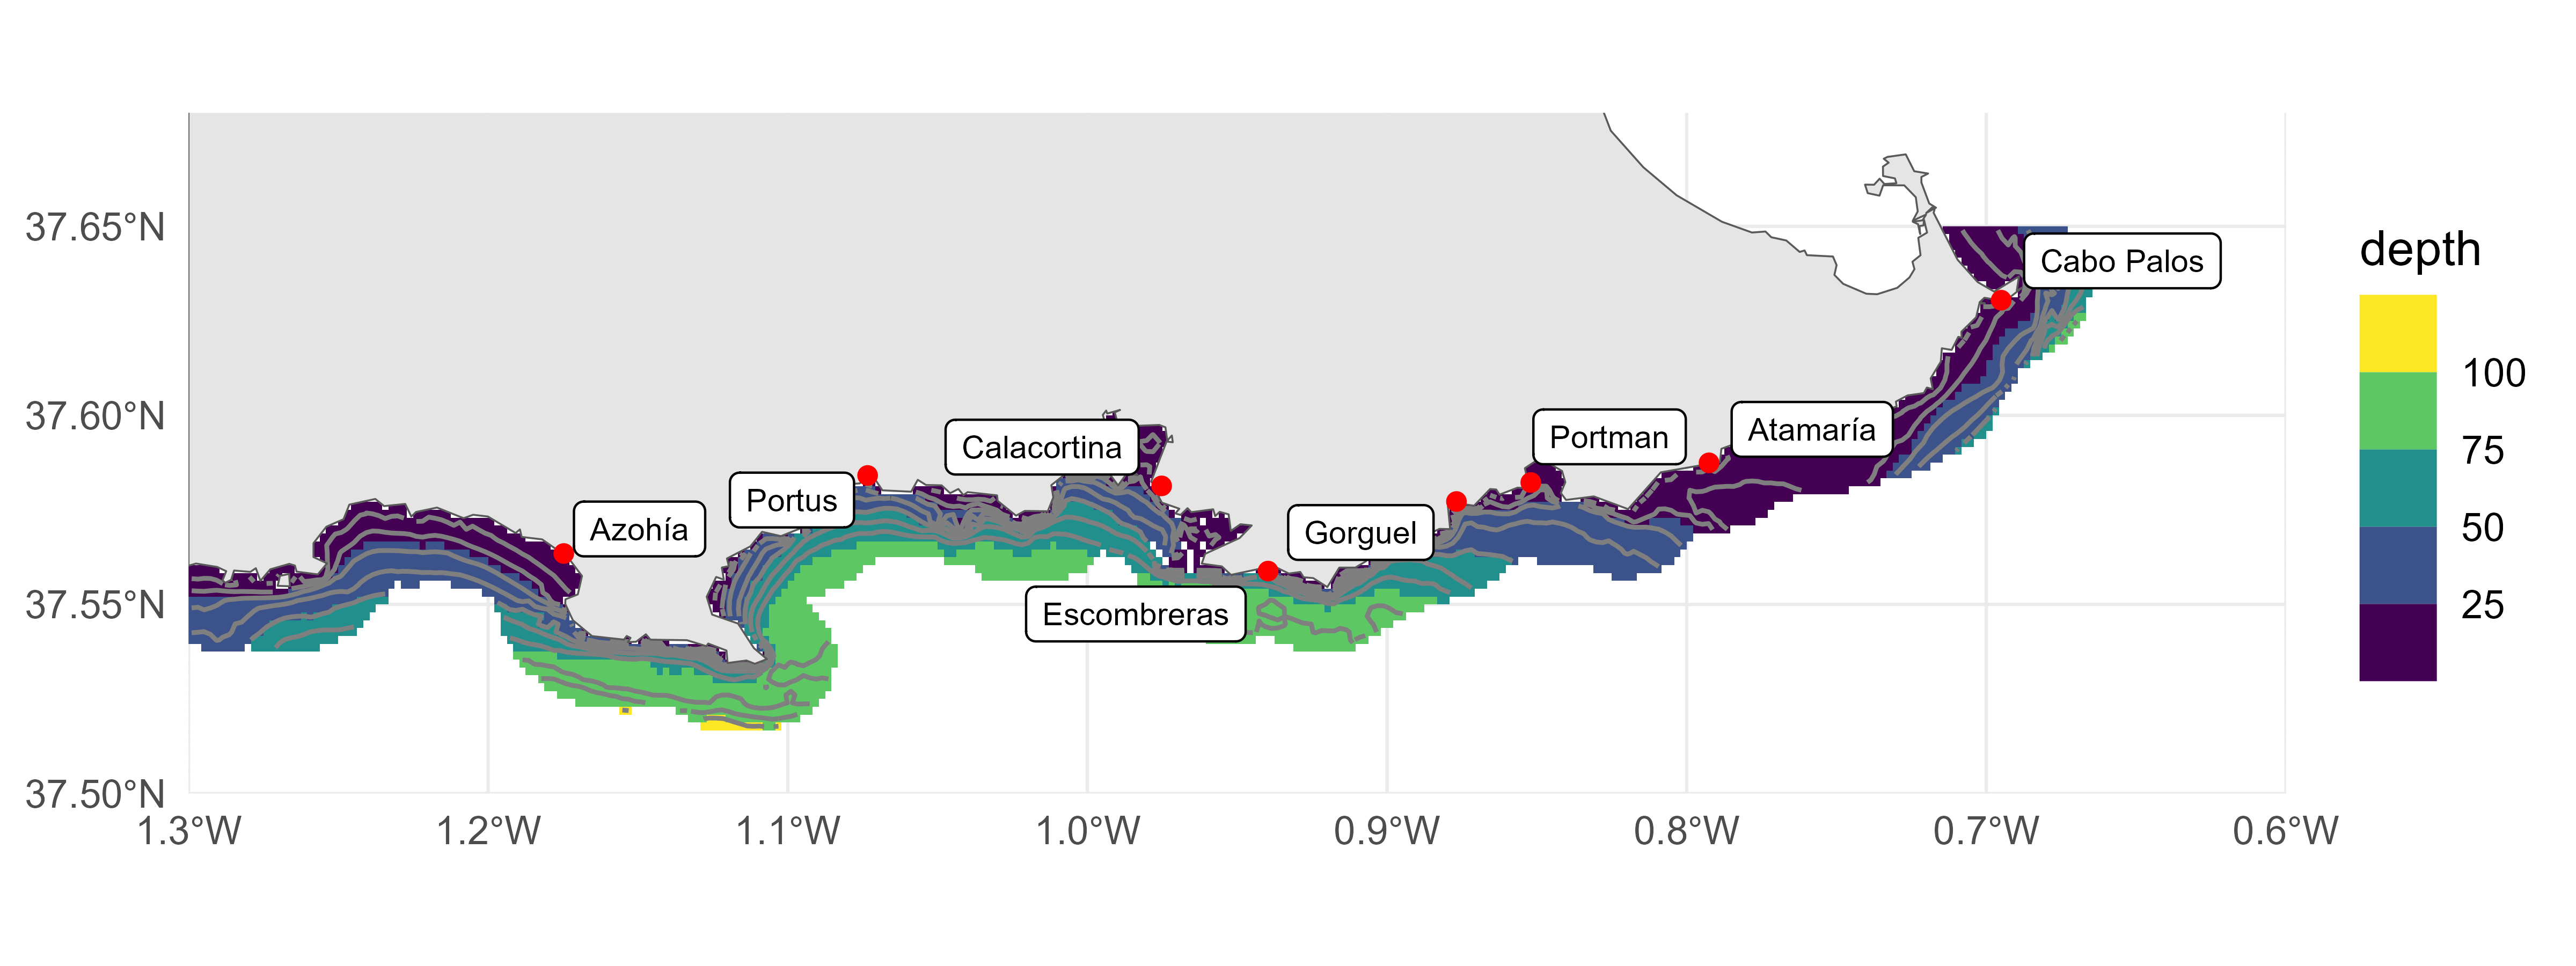 37.65°N
37.60°N
37.55°N
37.50°N
1.3°W
1.2°W
1.1°W
1.0°W
0.9°W
0.8°W
0.7°W
0.6°W
Cabo Palos
Atamaría
Portman
Calacortina
Portus
Azohía
Gorguel
Escombreras
depth
100
75
50
25